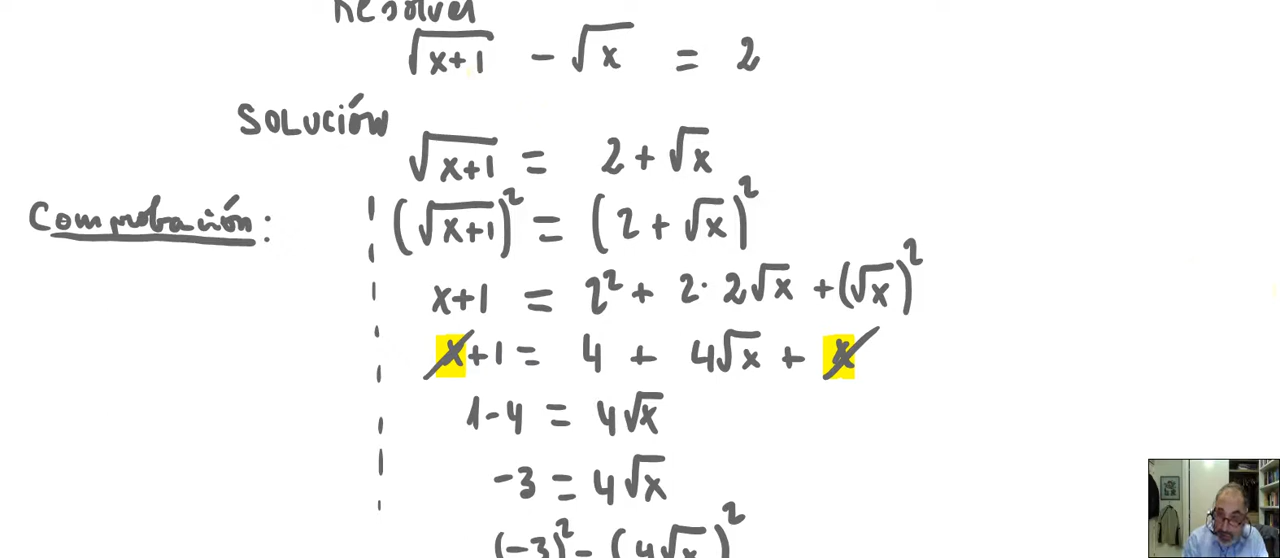 Resolver
√(x+1) - √x = 2
SOLUCIÓN
√(x+1) = 2 + √x
Comprobación:
(√(x+1))² = (2 + √x)²
x+1 = 2² + 2·2√x + (√x)²
x+1 = 4 + 4√x + x
1-4 = 4√x
-3 = 4√x
(-3)² = (4√x)²